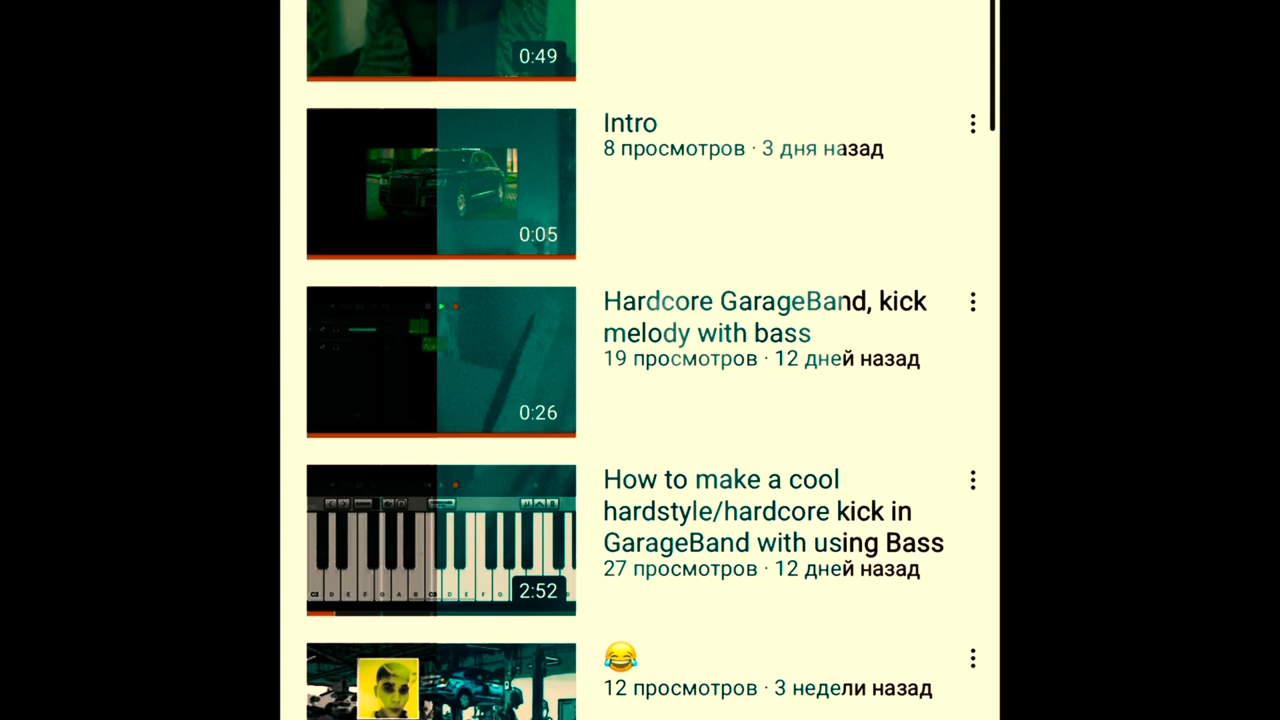 0:49
Intro
8 просмотров · 3 дня назад
0:05
Hardcore GarageBand, kick
melody with bass
19 просмотров · 12 дней назад
0:26
How to make a cool
hardstyle/hardcore kick in
GarageBand with using Bass
27 просмотров · 12 дней назад
2:52
😂
12 просмотров · 3 недели назад